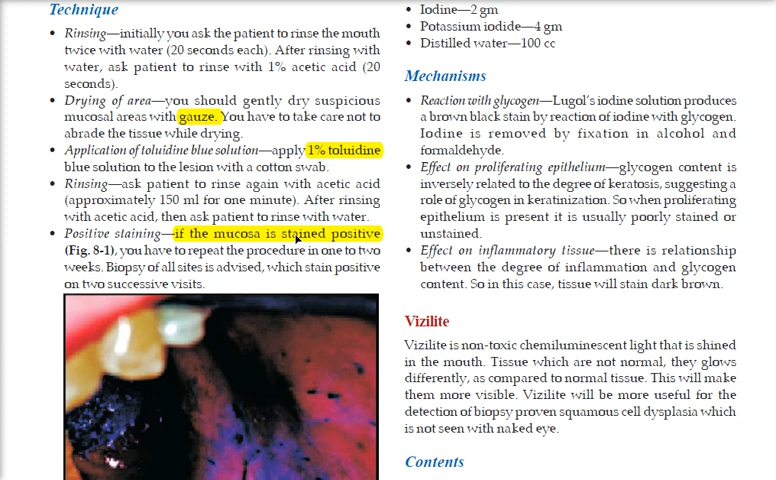 Technique
• Rinsing—initially you ask the patient to rinse the mouth
twice with water (20 seconds each). After rinsing with
water, ask patient to rinse with 1% acetic acid (20
seconds).
• Drying of area—you should gently dry suspicious
mucosal areas with gauze. You have to take care not to
abrade the tissue while drying.
• Application of toluidine blue solution—apply 1% toluidine
blue solution to the lesion with a cotton swab.
• Rinsing—ask patient to rinse again with acetic acid
(approximately 150 ml for one minute). After rinsing
with acetic acid, then ask patient to rinse with water.
• Positive staining—if the mucosa is stained positive
(Fig. 8-1), you have to repeat the procedure in one to two
weeks. Biopsy of all sites is advised, which stain positive
on two successive visits.
• Iodine—2 gm
• Potassium iodide—4 gm
• Distilled water—100 cc
Mechanisms
• Reaction with glycogen—Lugol's iodine solution produces
a brown black stain by reaction of iodine with glycogen.
Iodine is removed by fixation in alcohol and
formaldehyde.
• Effect on proliferating epithelium—glycogen content is
inversely related to the degree of keratosis, suggesting a
role of glycogen in keratinization. So when proliferating
epithelium is present it is usually poorly stained or
unstained.
• Effect on inflammatory tissue—there is relationship
between the degree of inflammation and glycogen
content. So in this case, tissue will stain dark brown.
Vizilite
Vizilite is non-toxic chemiluminescent light that is shined
in the mouth. Tissue which are not normal, they glows
differently, as compared to normal tissue. This will make
them more visible. Vizilite will be more useful for the
detection of biopsy proven squamous cell dysplasia which
is not seen with naked eye.
Contents